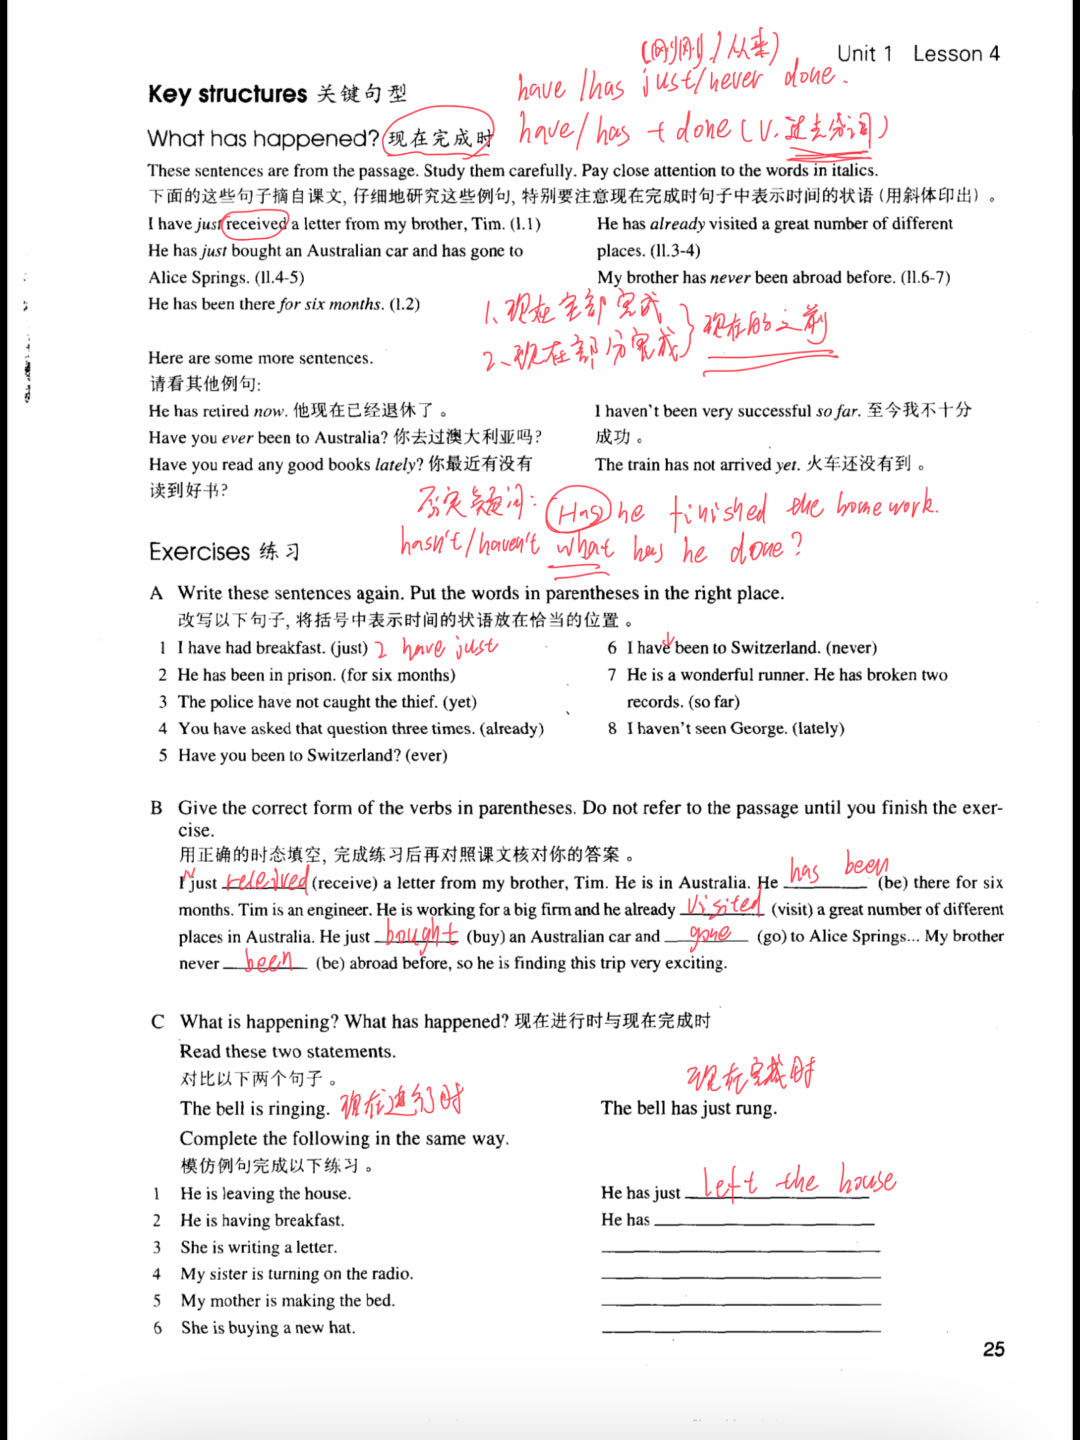 (刚刚 / 从来)
Unit 1 Lesson 4
have / has just/never done.
Key structures 关键句型
What has happened? 现在完成时
have/has + done (V. 过去分词)
These sentences are from the passage. Study them carefully. Pay close attention to the words in italics.
下面的这些句子摘自课文, 仔细地研究这些例句, 特别要注意现在完成时句子中表示时间的状语 (用斜体印出) 。
I have just received a letter from my brother, Tim. (l.1)
He has just bought an Australian car and has gone to
Alice Springs. (ll.4-5)
He has been there for six months. (l.2)
He has already visited a great number of different
places. (ll.3-4)
My brother has never been abroad before. (ll.6-7)
1、现在全部完成
2、现在部分完成
现在的之前
Here are some more sentences.
请看其他例句:
He has retired now. 他现在已经退休了 。
Have you ever been to Australia? 你去过澳大利亚吗?
Have you read any good books lately? 你最近有没有
读到好书?
I haven't been very successful so far. 至今我不十分
成功 。
The train has not arrived yet. 火车还没有到 。
否定疑问: Has he finished the homework.
hasn't/haven't what has he done?
Exercises 练习
A Write these sentences again. Put the words in parentheses in the right place.
改写以下句子, 将括号中表示时间的状语放在恰当的位置 。
1 I have had breakfast. (just) I have just
2 He has been in prison. (for six months)
3 The police have not caught the thief. (yet)
4 You have asked that question three times. (already)
5 Have you been to Switzerland? (ever)
6 I have been to Switzerland. (never)
7 He is a wonderful runner. He has broken two
records. (so far)
8 I haven't seen George. (lately)
B Give the correct form of the verbs in parentheses. Do not refer to the passage until you finish the exer-
cise.
用正确的时态填空, 完成练习后再对照课文核对你的答案 。
I just received (receive) a letter from my brother, Tim. He is in Australia. He has been (be) there for six
months. Tim is an engineer. He is working for a big firm and he already visited (visit) a great number of different
places in Australia. He just bought (buy) an Australian car and gone (go) to Alice Springs... My brother
never been (be) abroad before, so he is finding this trip very exciting.
C What is happening? What has happened? 现在进行时与现在完成时
Read these two statements.
对比以下两个句子 。
The bell is ringing. 现在进行时
现在完成时
The bell has just rung.
Complete the following in the same way.
模仿例句完成以下练习 。
1 He is leaving the house. He has just left the house
2 He is having breakfast. He has
3 She is writing a letter.
4 My sister is turning on the radio.
5 My mother is making the bed.
6 She is buying a new hat.
25